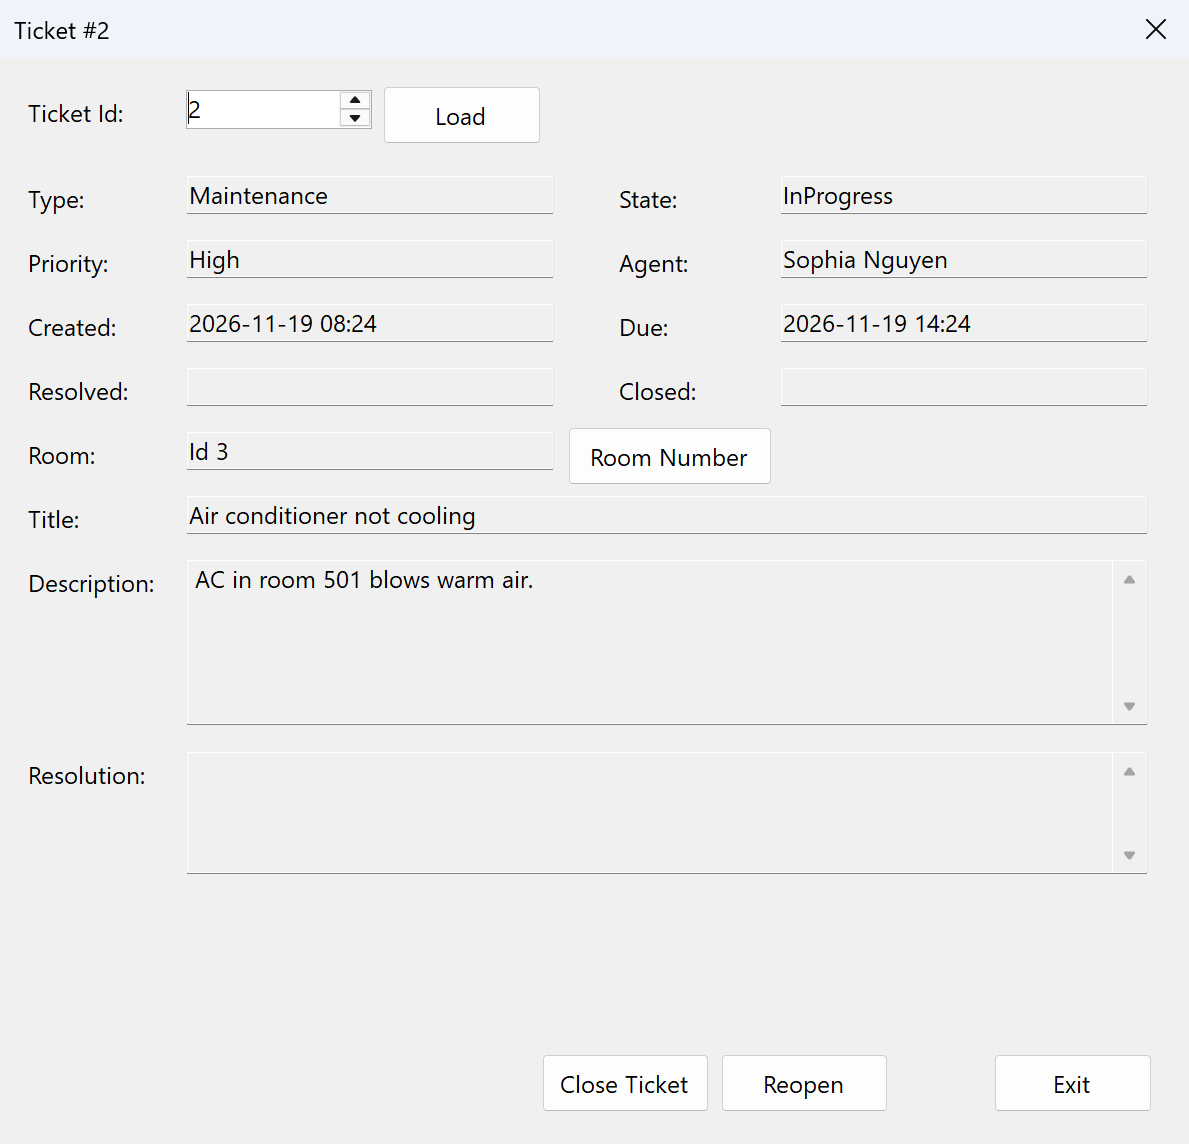 Ticket #2
Ticket Id: 2 Load
Type: Maintenance State: InProgress
Priority: High Agent: Sophia Nguyen
Created: 2026-11-19 08:24 Due: 2026-11-19 14:24
Resolved: Closed:
Room: Id 3 Room Number
Title: Air conditioner not cooling
Description: AC in room 501 blows warm air.
Resolution:
Close Ticket Reopen Exit